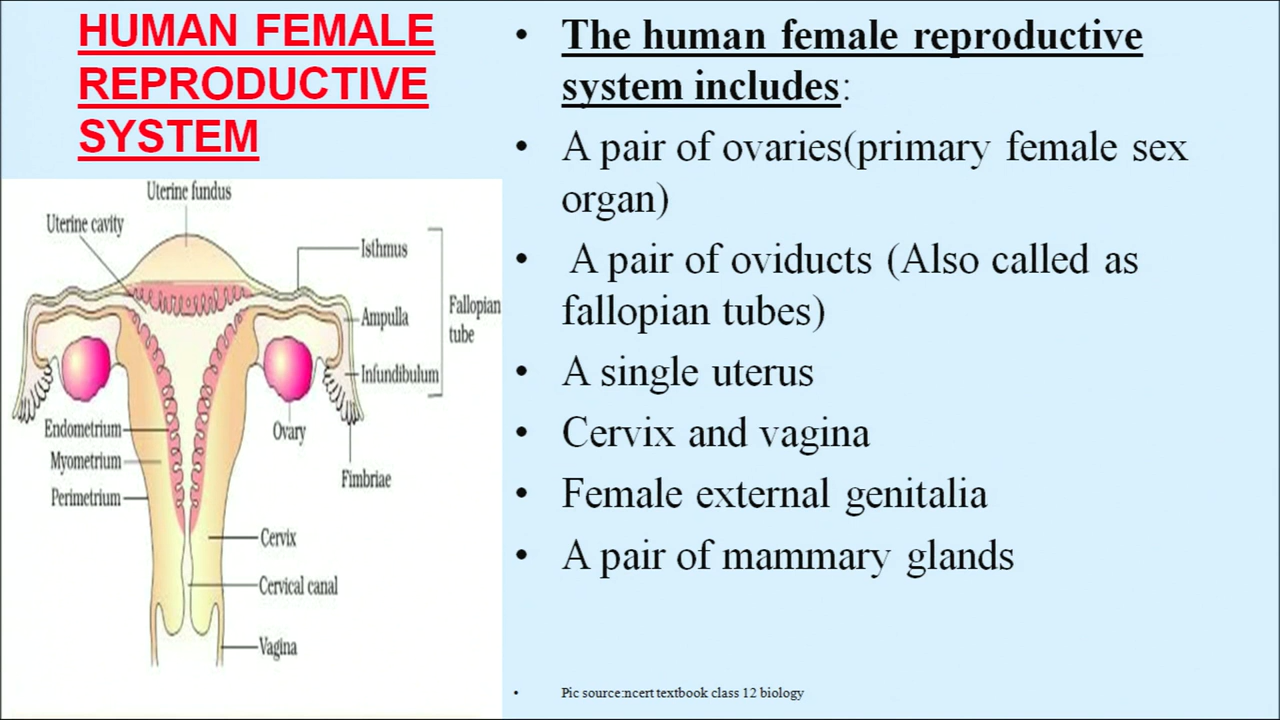 HUMAN FEMALE
REPRODUCTIVE
SYSTEM
Uterine fundus
Uterine cavity
Isthmus
Ampulla
Fallopian
tube
Infundibulum
Endometrium
Ovary
Myometrium
Fimbriae
Perimetrium
Cervix
Cervical canal
Vagina
• The human female reproductive
system includes:
• A pair of ovaries(primary female sex
organ)
• A pair of oviducts (Also called as
fallopian tubes)
• A single uterus
• Cervix and vagina
• Female external genitalia
• A pair of mammary glands
• Pic source:ncert textbook class 12 biology